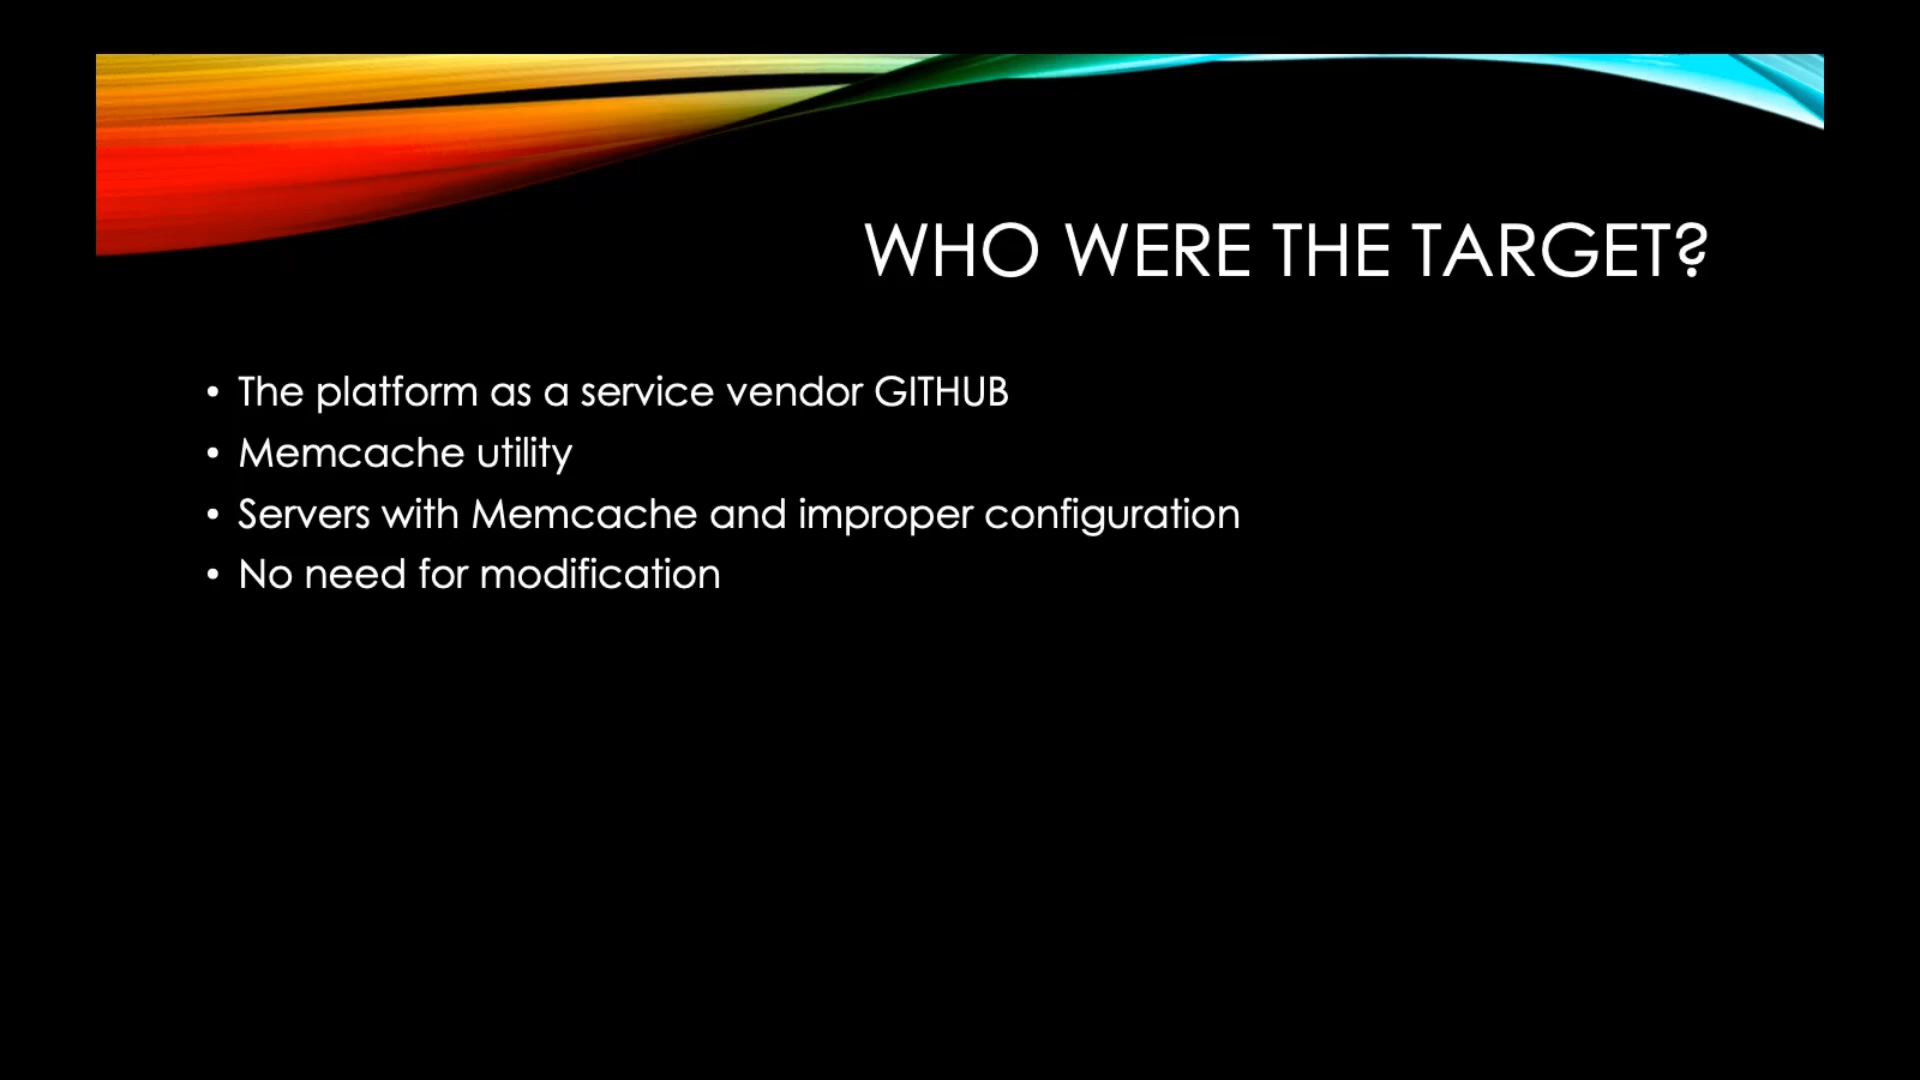 WHO WERE THE TARGET?
• The platform as a service vendor GITHUB
• Memcache utility
• Servers with Memcache and improper configuration
• No need for modification